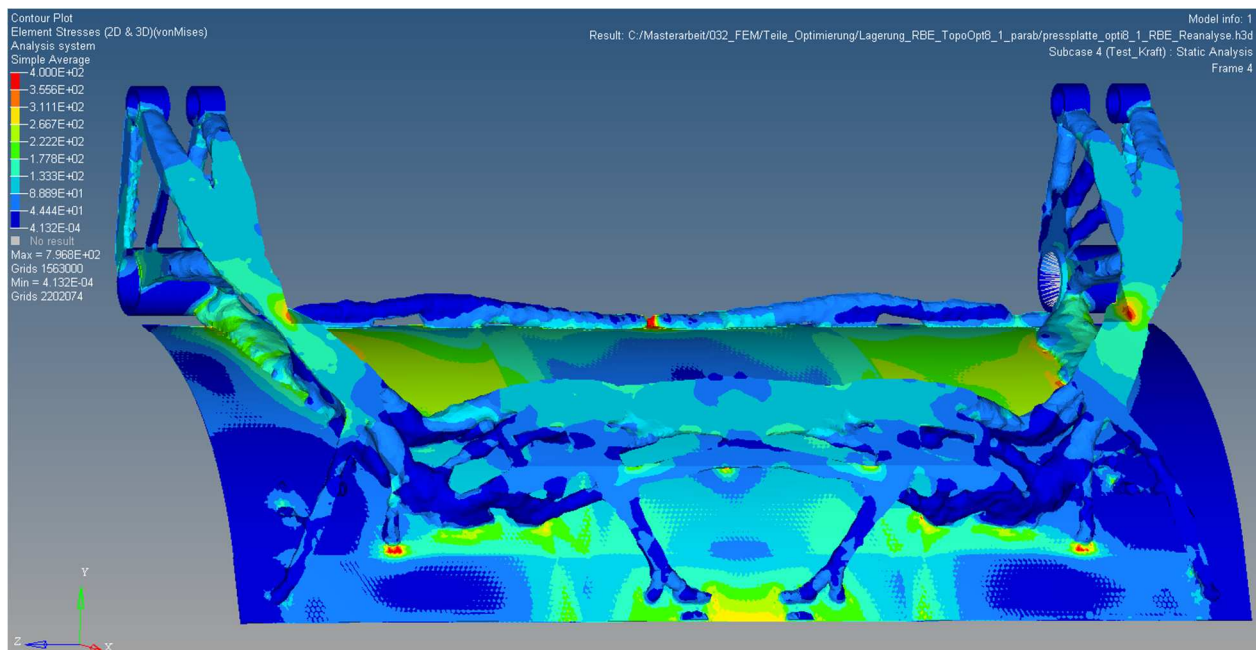 Contour Plot
Element Stresses (2D & 3D)(vonMises)
Analysis system
Simple Average
4.000E+02
3.556E+02
3.111E+02
2.667E+02
2.222E+02
1.778E+02
1.333E+02
8.889E+01
4.444E+01
4.132E-04
No result
Max = 7.968E+02
Grids 1563000
Min = 4.132E-04
Grids 2202074
Model info: 1
Result: C:/Masterarbeit/032_FEM/Teile_Optimierung/Lagerung_RBE_TopoOpt8_1_parab/pressplatte_opti8_1_RBE_Reanalyse.h3d
Subcase 4 (Test_Kraft) : Static Analysis
Frame 4
Y
Z
X